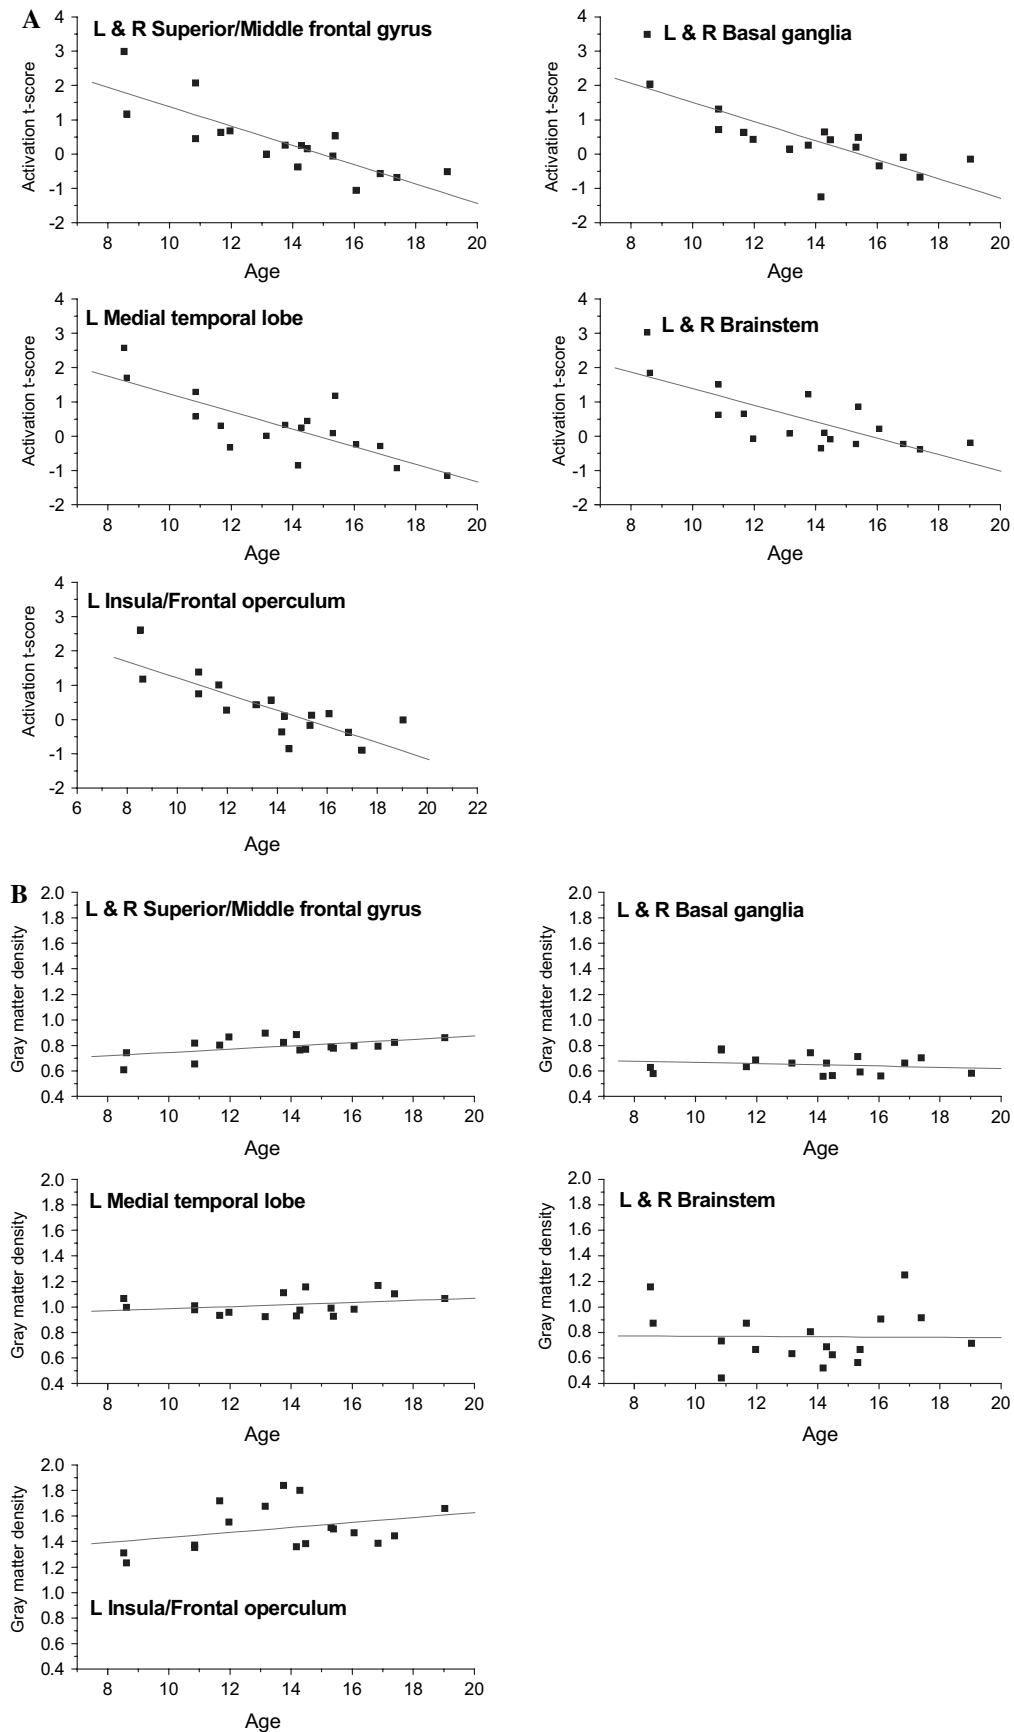 A
L & R Superior/Middle frontal gyrus
Activation t-score
4
3
2
1
0
-1
-2
8 10 12 14 16 18 20
Age
L & R Basal ganglia
Activation t-score
4
3
2
1
0
-1
-2
8 10 12 14 16 18 20
Age
L Medial temporal lobe
Activation t-score
4
3
2
1
0
-1
-2
8 10 12 14 16 18 20
Age
L & R Brainstem
Activation t-score
4
3
2
1
0
-1
-2
8 10 12 14 16 18 20
Age
L Insula/Frontal operculum
Activation t-score
4
3
2
1
0
-1
-2
6 8 10 12 14 16 18 20 22
Age
B
L & R Superior/Middle frontal gyrus
Gray matter density
2.0
1.8
1.6
1.4
1.2
1.0
0.8
0.6
0.4
8 10 12 14 16 18 20
Age
L & R Basal ganglia
Gray matter density
2.0
1.8
1.6
1.4
1.2
1.0
0.8
0.6
0.4
8 10 12 14 16 18 20
Age
L Medial temporal lobe
Gray matter density
2.0
1.8
1.6
1.4
1.2
1.0
0.8
0.6
0.4
8 10 12 14 16 18 20
Age
L & R Brainstem
Gray matter density
2.0
1.8
1.6
1.4
1.2
1.0
0.8
0.6
0.4
8 10 12 14 16 18 20
Age
L Insula/Frontal operculum
Gray matter density
2.0
1.8
1.6
1.4
1.2
1.0
0.8
0.6
0.4
8 10 12 14 16 18 20
Age